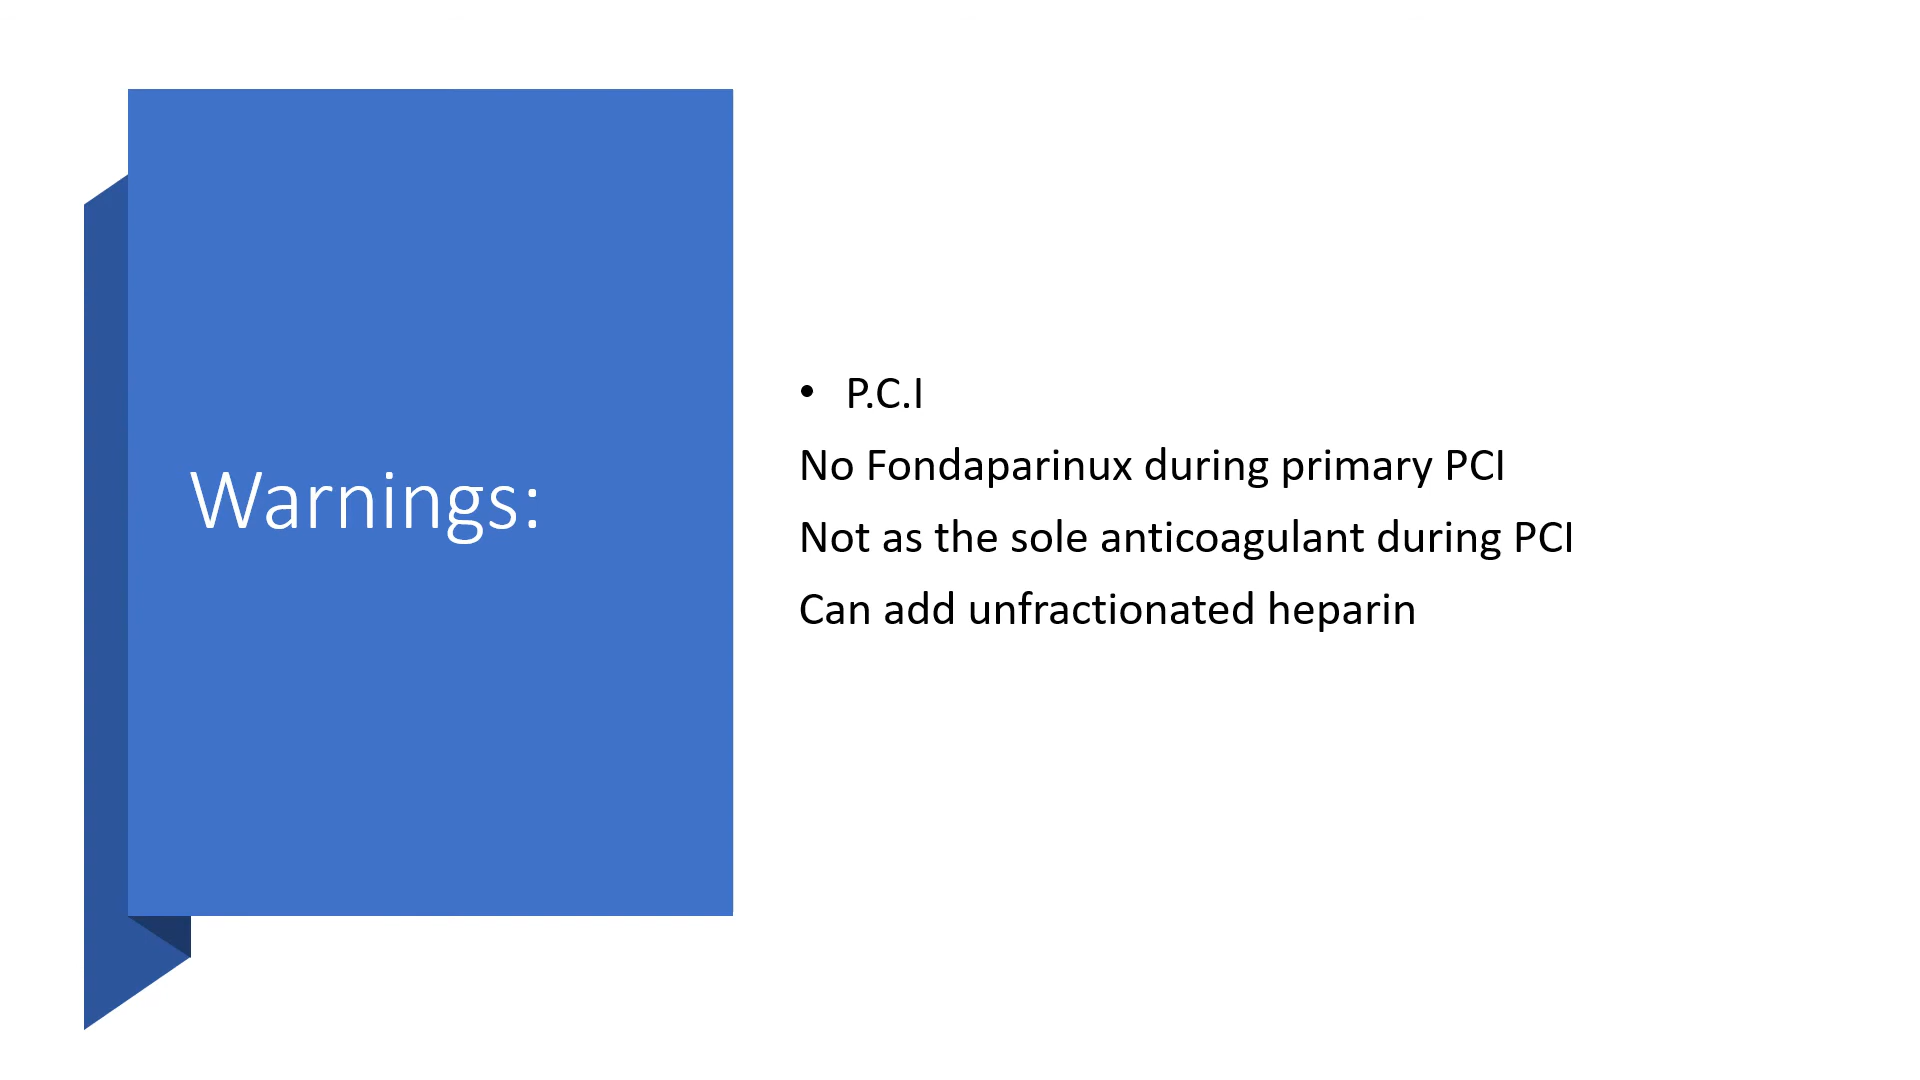 Warnings:
• P.C.I
No Fondaparinux during primary PCI
Not as the sole anticoagulant during PCI
Can add unfractionated heparin